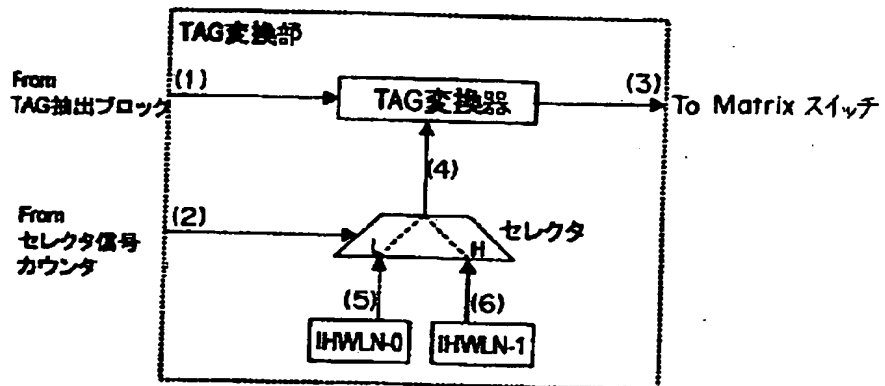 TAG変換部
From
TAG抽出ブロック
(1)
TAG変換器
(3)
To Matrix スイッチ
(4)
From
セレクタ信号
カウンタ
(2)
セレクタ
L
H
(5)
(6)
IHWLN-0
IHWLN-1